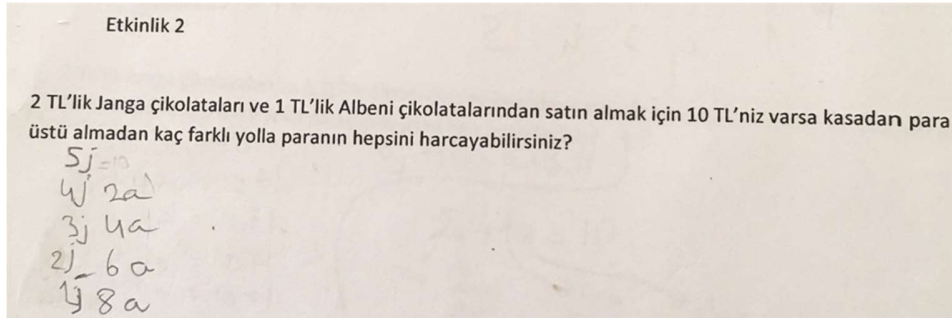 Etkinlik 2
2 TL'lik Janga çikolataları ve 1 TL'lik Albeni çikolatalarından satın almak için 10 TL'niz varsa kasadan para
üstü almadan kaç farklı yolla paranın hepsini harcayabilirsiniz?
5j =10
4j 2a
3j 4a
2j - 6a
1j 8a